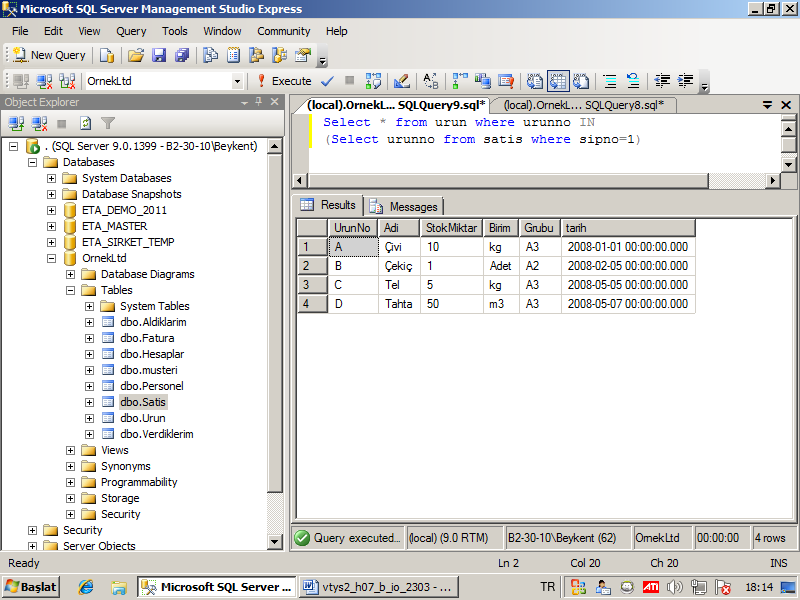 Microsoft SQL Server Management Studio Express
File Edit View Query Tools Window Community Help
New Query
OrnekLtd Execute
Object Explorer
(local).OrnekL... SQLQuery9.sql* (local).OrnekL... SQLQuery8.sql*
Select * from urun where urunno IN
(Select urunno from satis where sipno=1)
. (SQL Server 9.0.1399 - B2-30-10\Beykent)
Databases
System Databases
Database Snapshots
ETA_DEMO_2011
ETA_MASTER
ETA_SIRKET_TEMP
OrnekLtd
Database Diagrams
Tables
System Tables
dbo.Aldiklarim
dbo.Fatura
dbo.Hesaplar
dbo.musteri
dbo.Personel
dbo.Satis
dbo.Urun
dbo.Verdiklerim
Views
Synonyms
Programmability
Storage
Security
Security
Server Objects
Results Messages
UrunNo Adi StokMiktar Birim Grubu tarih
1 A Çivi 10 kg A3 2008-01-01 00:00:00.000
2 B Çekiç 1 Adet A2 2008-02-05 00:00:00.000
3 C Tel 5 kg A3 2008-05-05 00:00:00.000
4 D Tahta 50 m3 A3 2008-05-07 00:00:00.000
Query executed... (local) (9.0 RTM) B2-30-10\Beykent (62) OrnekLtd 00:00:00 4 rows
Ready Ln 2 Col 20 Ch 20 INS
Başlat Microsoft SQL Server ... vtys2_h07_b_io_2303 - ... TR ATI 18:14